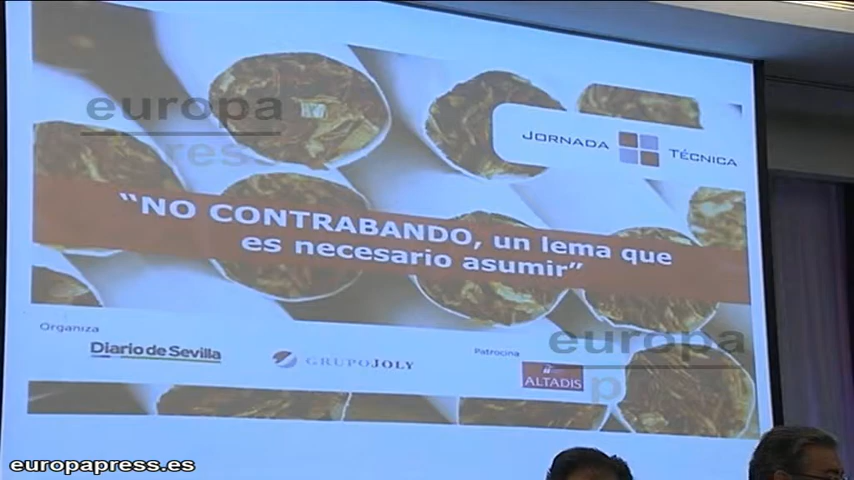 europa
press
JORNADA TÉCNICA
“NO CONTRABANDO, un lema que
es necesario asumir”
Organiza
Diario de Sevilla
GRUPOJOLY
Patrocina
ALTADIS
europa
p
europapress.es